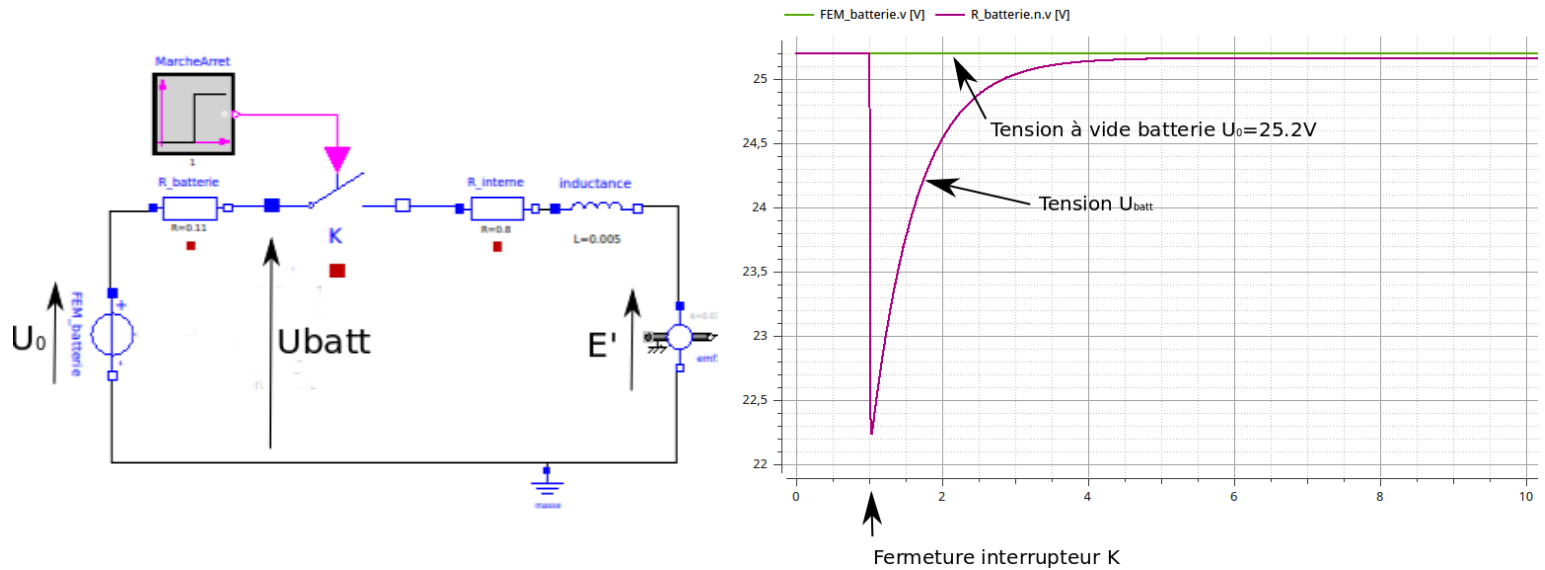 MarcheArret
1
R_batterie
R=0.11
K
R_interne
R=0.8
inductance
L=0.005
U₀
FEM_batterie
+
-
Ubatt
E'
masse
FEM_batterie.v [V]
R_batterie.n.v [V]
25
24,5
24
23,5
23
22,5
22
0
2
4
6
8
10
Tension à vide batterie U₀=25.2V
Tension Ubatt
Fermeture interrupteur K